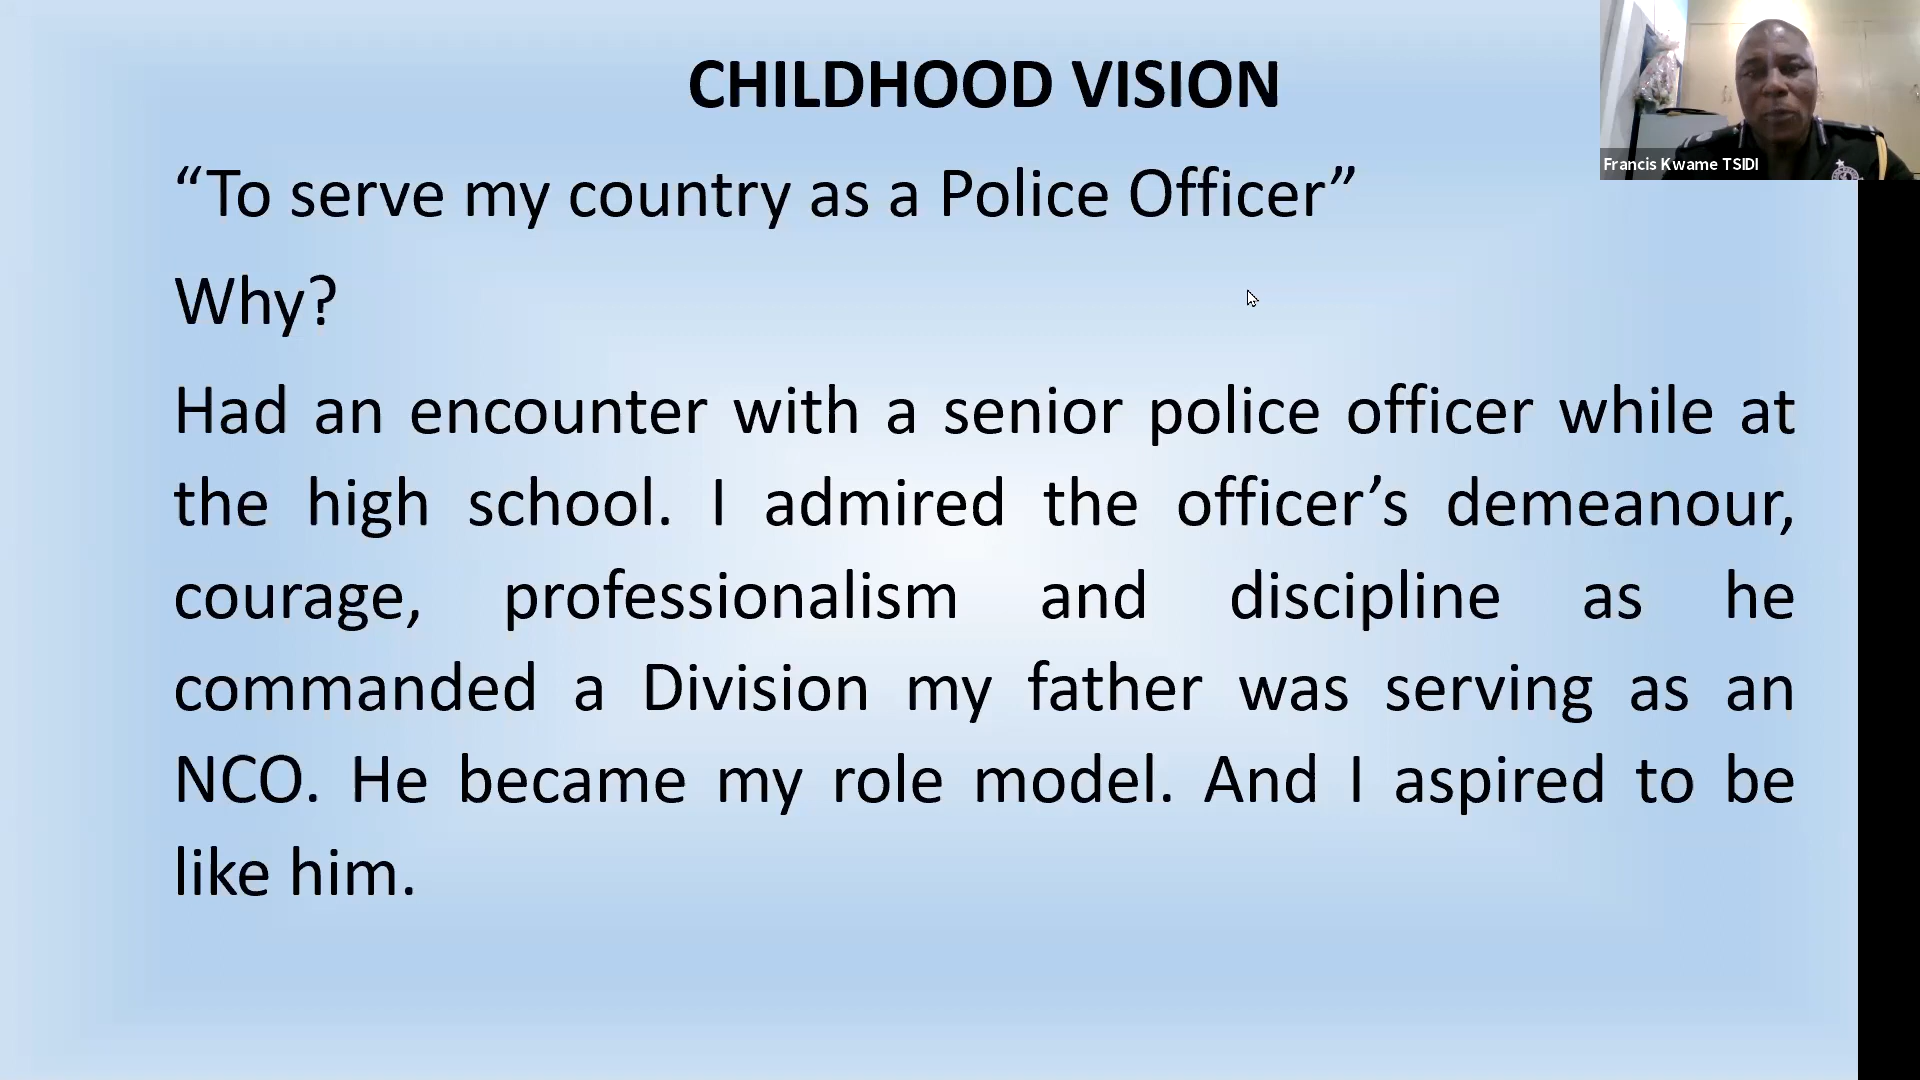 CHILDHOOD VISION
“To serve my country as a Police Officer”
Why?
Had an encounter with a senior police officer while at
the high school. I admired the officer’s demeanour,
courage, professionalism and discipline as he
commanded a Division my father was serving as an
NCO. He became my role model. And I aspired to be
like him.
Francis Kwame TSIDI